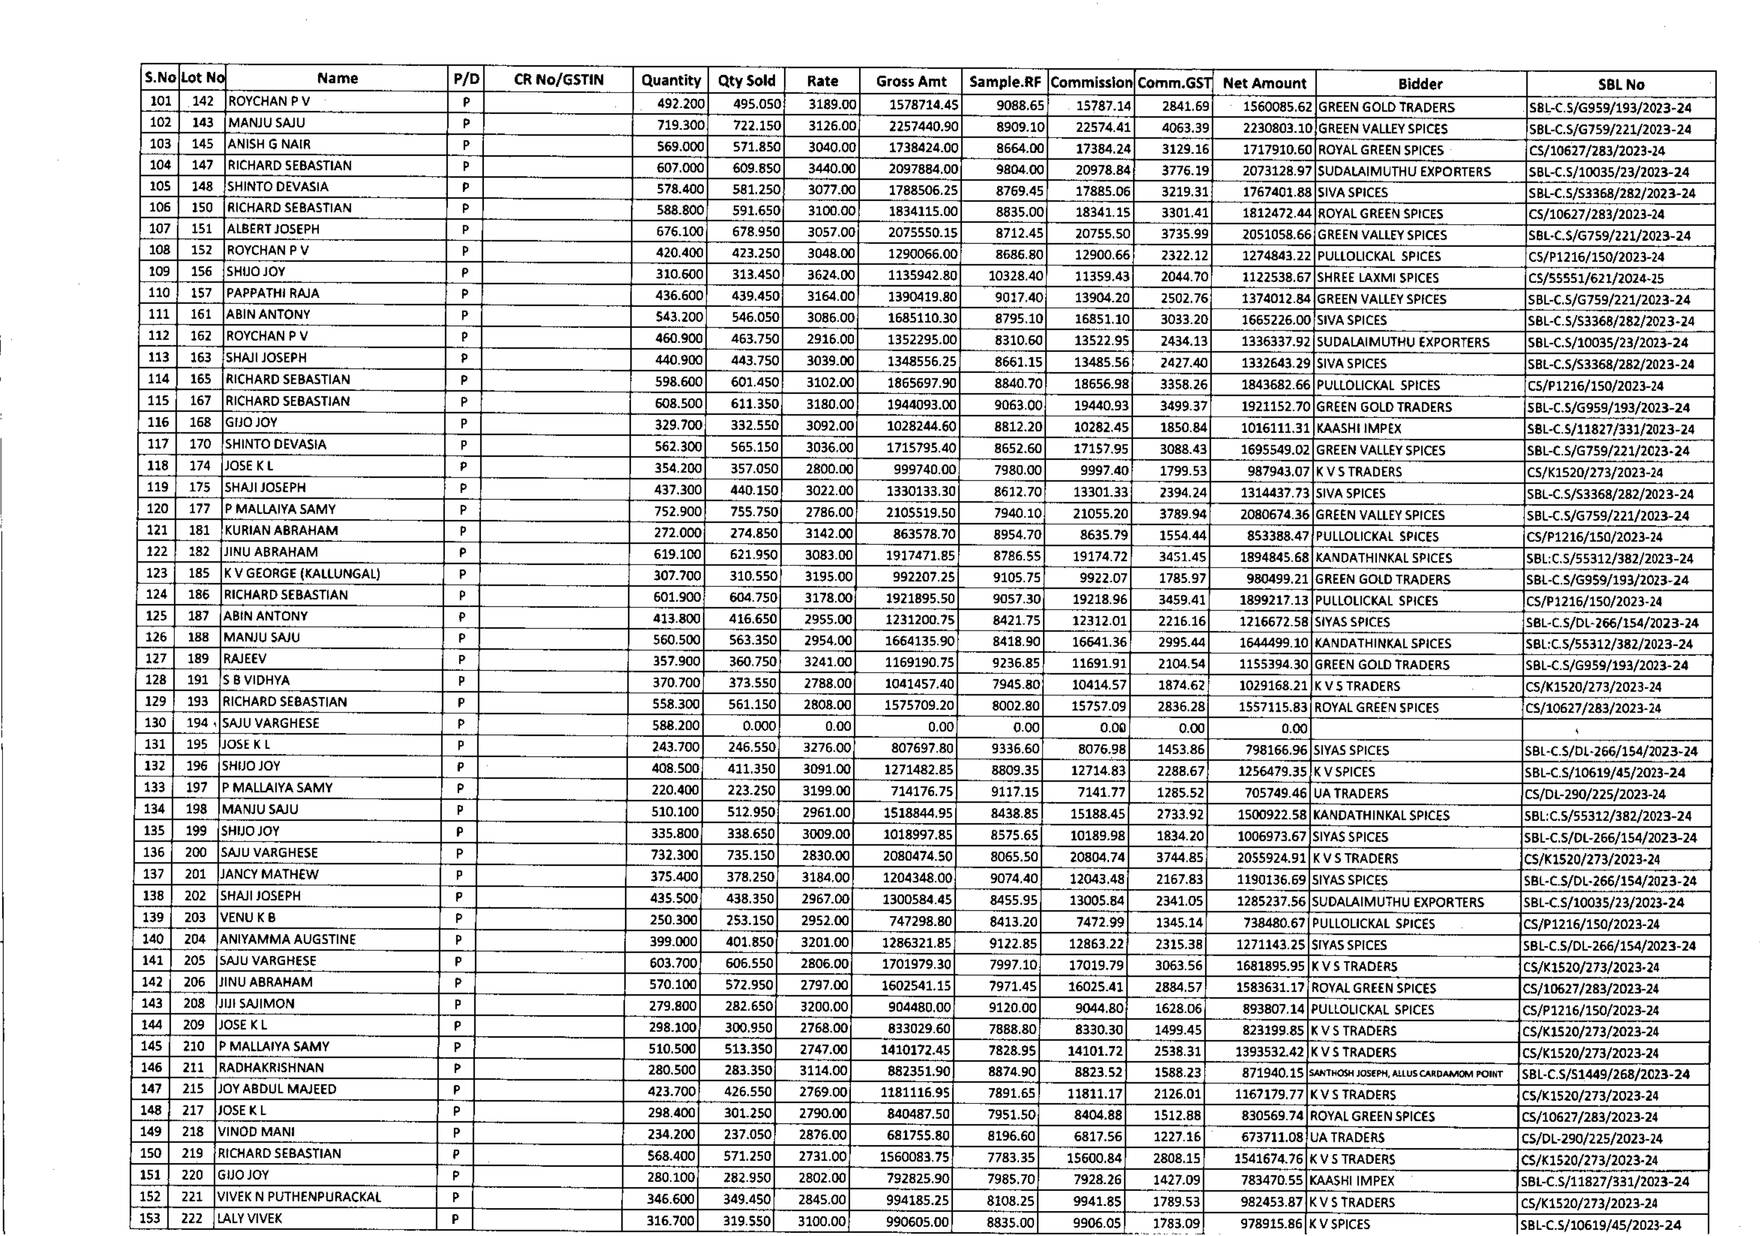 S.No Lot No Name P/D CR No/GSTIN Quantity Qty Sold Rate Gross Amt Sample.RF Commission Comm.GST Net Amount Bidder SBL No
101 142 ROYCHAN P V P 492.200 495.050 3189.00 1578714.45 9088.65 15787.14 2841.69 1560085.62 GREEN GOLD TRADERS SBL-C.S/G959/193/2023-24
102 143 MANJU SAJU P 719.300 722.150 3126.00 2257440.90 8909.10 22574.41 4063.39 2230803.10 GREEN VALLEY SPICES SBL-C.S/G759/221/2023-24
103 145 ANISH G NAIR P 569.000 571.850 3040.00 1738424.00 8664.00 17384.24 3129.16 1717910.60 ROYAL GREEN SPICES CS/10627/283/2023-24
104 147 RICHARD SEBASTIAN P 607.000 609.850 3440.00 2097884.00 9804.00 20978.84 3776.19 2073128.97 SUDALAIMUTHU EXPORTERS SBL-C.S/10035/23/2023-24
105 148 SHINTO DEVASIA P 578.400 581.250 3077.00 1788506.25 8769.45 17885.06 3219.31 1767401.88 SIVA SPICES SBL-C.S/S3368/282/2023-24
106 150 RICHARD SEBASTIAN P 588.800 591.650 3100.00 1834115.00 8835.00 18341.15 3301.41 1812472.44 ROYAL GREEN SPICES CS/10627/283/2023-24
107 151 ALBERT JOSEPH P 676.100 678.950 3057.00 2075550.15 8712.45 20755.50 3735.99 2051058.66 GREEN VALLEY SPICES SBL-C.S/G759/221/2023-24
108 152 ROYCHAN P V P 420.400 423.250 3048.00 1290066.00 8686.80 12900.66 2322.12 1274843.22 PULLOLICKAL SPICES CS/P1216/150/2023-24
109 156 SHIJO JOY P 310.600 313.450 3624.00 1135942.80 10328.40 11359.43 2044.70 1122538.67 SHREE LAXMI SPICES CS/55551/621/2024-25
110 157 PAPPATHI RAJA P 436.600 439.450 3164.00 1390419.80 9017.40 13904.20 2502.76 1374012.84 GREEN VALLEY SPICES SBL-C.S/G759/221/2023-24
111 161 ABIN ANTONY P 543.200 546.050 3086.00 1685110.30 8795.10 16851.10 3033.20 1665226.00 SIVA SPICES SBL-C.S/S3368/282/2023-24
112 162 ROYCHAN P V P 460.900 463.750 2916.00 1352295.00 8310.60 13522.95 2434.13 1336337.92 SUDALAIMUTHU EXPORTERS SBL-C.S/10035/23/2023-24
113 163 SHAJI JOSEPH P 440.900 443.750 3039.00 1348556.25 8661.15 13485.56 2427.40 1332643.29 SIVA SPICES SBL-C.S/S3368/282/2023-24
114 165 RICHARD SEBASTIAN P 598.600 601.450 3102.00 1865697.90 8840.70 18656.98 3358.26 1843682.66 PULLOLICKAL SPICES CS/P1216/150/2023-24
115 167 RICHARD SEBASTIAN P 608.500 611.350 3180.00 1944093.00 9063.00 19440.93 3499.37 1921152.70 GREEN GOLD TRADERS SBL-C.S/G959/193/2023-24
116 168 GIJO JOY P 329.700 332.550 3092.00 1028244.60 8812.20 10282.45 1850.84 1016111.31 KAASHI IMPEX SBL-C.S/11827/331/2023-24
117 170 SHINTO DEVASIA P 562.300 565.150 3036.00 1715795.40 8652.60 17157.95 3088.43 1695549.02 GREEN VALLEY SPICES SBL-C.S/G759/221/2023-24
118 174 JOSE K L P 354.200 357.050 2800.00 999740.00 7980.00 9997.40 1799.53 987943.07 K V S TRADERS CS/K1520/273/2023-24
119 175 SHAJI JOSEPH P 437.300 440.150 3022.00 1330133.30 8612.70 13301.33 2394.24 1314437.73 SIVA SPICES SBL-C.S/S3368/282/2023-24
120 177 P MALLAIYA SAMY P 752.900 755.750 2786.00 2105519.50 7940.10 21055.20 3789.94 2080674.36 GREEN VALLEY SPICES SBL-C.S/G759/221/2023-24
121 181 KURIAN ABRAHAM P 272.000 274.850 3142.00 863578.70 8954.70 8635.79 1554.44 853388.47 PULLOLICKAL SPICES CS/P1216/150/2023-24
122 182 JINU ABRAHAM P 619.100 621.950 3083.00 1917471.85 8786.55 19174.72 3451.45 1894845.68 KANDATHINKAL SPICES SBL:C.S/55312/382/2023-24
123 185 K V GEORGE (KALLUNGAL) P 307.700 310.550 3195.00 992207.25 9105.75 9922.07 1785.97 980499.21 GREEN GOLD TRADERS SBL-C.S/G959/193/2023-24
124 186 RICHARD SEBASTIAN P 601.900 604.750 3178.00 1921895.50 9057.30 19218.96 3459.41 1899217.13 PULLOLICKAL SPICES CS/P1216/150/2023-24
125 187 ABIN ANTONY P 413.800 416.650 2955.00 1231200.75 8421.75 12312.01 2216.16 1216672.58 SIYAS SPICES SBL-C.S/DL-266/154/2023-24
126 188 MANJU SAJU P 560.500 563.350 2954.00 1664135.90 8418.90 16641.36 2995.44 1644499.10 KANDATHINKAL SPICES SBL:C.S/55312/382/2023-24
127 189 RAJEEV P 357.900 360.750 3241.00 1169190.75 9236.85 11691.91 2104.54 1155394.30 GREEN GOLD TRADERS SBL-C.S/G959/193/2023-24
128 191 S B VIDHYA P 370.700 373.550 2788.00 1041457.40 7945.80 10414.57 1874.62 1029168.21 K V S TRADERS CS/K1520/273/2023-24
129 193 RICHARD SEBASTIAN P 558.300 561.150 2808.00 1575709.20 8002.80 15757.09 2836.28 1557115.83 ROYAL GREEN SPICES CS/10627/283/2023-24
130 194 SAJU VARGHESE P 588.200 0.000 0.00 0.00 0.00 0.00 0.00 0.00
131 195 JOSE K L P 243.700 246.550 3276.00 807697.80 9336.60 8076.98 1453.86 798166.96 SIYAS SPICES SBL-C.S/DL-266/154/2023-24
132 196 SHIJO JOY P 408.500 411.350 3091.00 1271482.85 8809.35 12714.83 2288.67 1256479.35 K V SPICES SBL-C.S/10619/45/2023-24
133 197 P MALLAIYA SAMY P 220.400 223.250 3199.00 714176.75 9117.15 7141.77 1285.52 705749.46 UA TRADERS CS/DL-290/225/2023-24
134 198 MANJU SAJU P 510.100 512.950 2961.00 1518844.95 8438.85 15188.45 2733.92 1500922.58 KANDATHINKAL SPICES SBL:C.S/55312/382/2023-24
135 199 SHIJO JOY P 335.800 338.650 3009.00 1018997.85 8575.65 10189.98 1834.20 1006973.67 SIYAS SPICES SBL-C.S/DL-266/154/2023-24
136 200 SAJU VARGHESE P 732.300 735.150 2830.00 2080474.50 8065.50 20804.74 3744.85 2055924.91 K V S TRADERS CS/K1520/273/2023-24
137 201 JANCY MATHEW P 375.400 378.250 3184.00 1204348.00 9074.40 12043.48 2167.83 1190136.69 SIYAS SPICES SBL-C.S/DL-266/154/2023-24
138 202 SHAJI JOSEPH P 435.500 438.350 2967.00 1300584.45 8455.95 13005.84 2341.05 1285237.56 SUDALAIMUTHU EXPORTERS SBL-C.S/10035/23/2023-24
139 203 VENU K B P 250.300 253.150 2952.00 747298.80 8413.20 7472.99 1345.14 738480.67 PULLOLICKAL SPICES CS/P1216/150/2023-24
140 204 ANIYAMMA AUGSTINE P 399.000 401.850 3201.00 1286321.85 9122.85 12863.22 2315.38 1271143.25 SIYAS SPICES SBL-C.S/DL-266/154/2023-24
141 205 SAJU VARGHESE P 603.700 606.550 2806.00 1701979.30 7997.10 17019.79 3063.56 1681895.95 K V S TRADERS CS/K1520/273/2023-24
142 206 JINU ABRAHAM P 570.100 572.950 2797.00 1602541.15 7971.45 16025.41 2884.57 1583631.17 ROYAL GREEN SPICES CS/10627/283/2023-24
143 208 JIJI SAJIMON P 279.800 282.650 3200.00 904480.00 9120.00 9044.80 1628.06 893807.14 PULLOLICKAL SPICES CS/P1216/150/2023-24
144 209 JOSE K L P 298.100 300.950 2768.00 833029.60 7888.80 8330.30 1499.45 823199.85 K V S TRADERS CS/K1520/273/2023-24
145 210 P MALLAIYA SAMY P 510.500 513.350 2747.00 1410172.45 7828.95 14101.72 2538.31 1393532.42 K V S TRADERS CS/K1520/273/2023-24
146 211 RADHAKRISHNAN P 280.500 283.350 3114.00 882351.90 8874.90 8823.52 1588.23 871940.15 SANTHOSH JOSEPH, ALLUS CARDAMOM POINT SBL-C.S/S1449/268/2023-24
147 215 JOY ABDUL MAJEED P 423.700 426.550 2769.00 1181116.95 7891.65 11811.17 2126.01 1167179.77 K V S TRADERS CS/K1520/273/2023-24
148 217 JOSE K L P 298.400 301.250 2790.00 840487.50 7951.50 8404.88 1512.88 830569.74 ROYAL GREEN SPICES CS/10627/283/2023-24
149 218 VINOD MANI P 234.200 237.050 2876.00 681755.80 8196.60 6817.56 1227.16 673711.08 UA TRADERS CS/DL-290/225/2023-24
150 219 RICHARD SEBASTIAN P 568.400 571.250 2731.00 1560083.75 7783.35 15600.84 2808.15 1541674.76 K V S TRADERS CS/K1520/273/2023-24
151 220 GIJO JOY P 280.100 282.950 2802.00 792825.90 7985.70 7928.26 1427.09 783470.55 KAASHI IMPEX SBL-C.S/11827/331/2023-24
152 221 VIVEK N PUTHENPURACKAL P 346.600 349.450 2845.00 994185.25 8108.25 9941.85 1789.53 982453.87 K V S TRADERS CS/K1520/273/2023-24
153 222 LALY VIVEK P 316.700 319.550 3100.00 990605.00 8835.00 9906.05 1783.09 978915.86 K V SPICES SBL-C.S/10619/45/2023-24